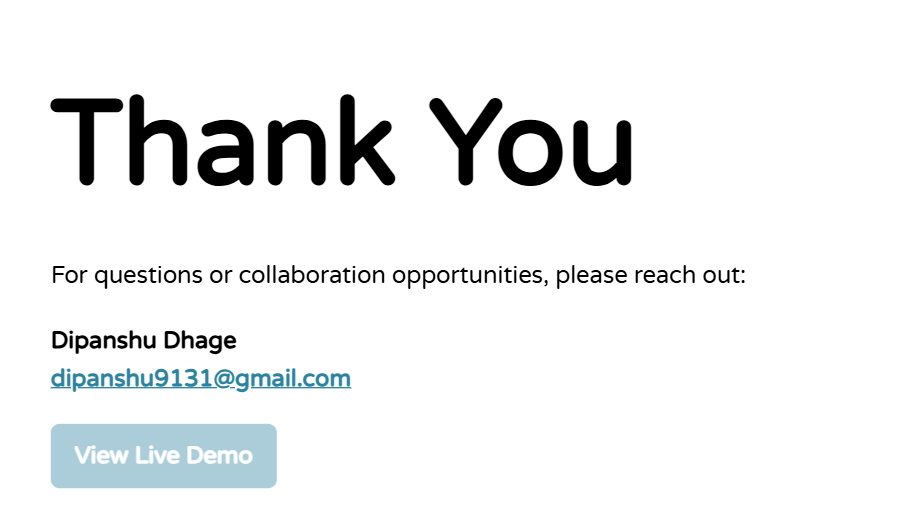 Thank You
For questions or collaboration opportunities, please reach out:
Dipanshu Dhage
dipanshu9131@gmail.com
View Live Demo